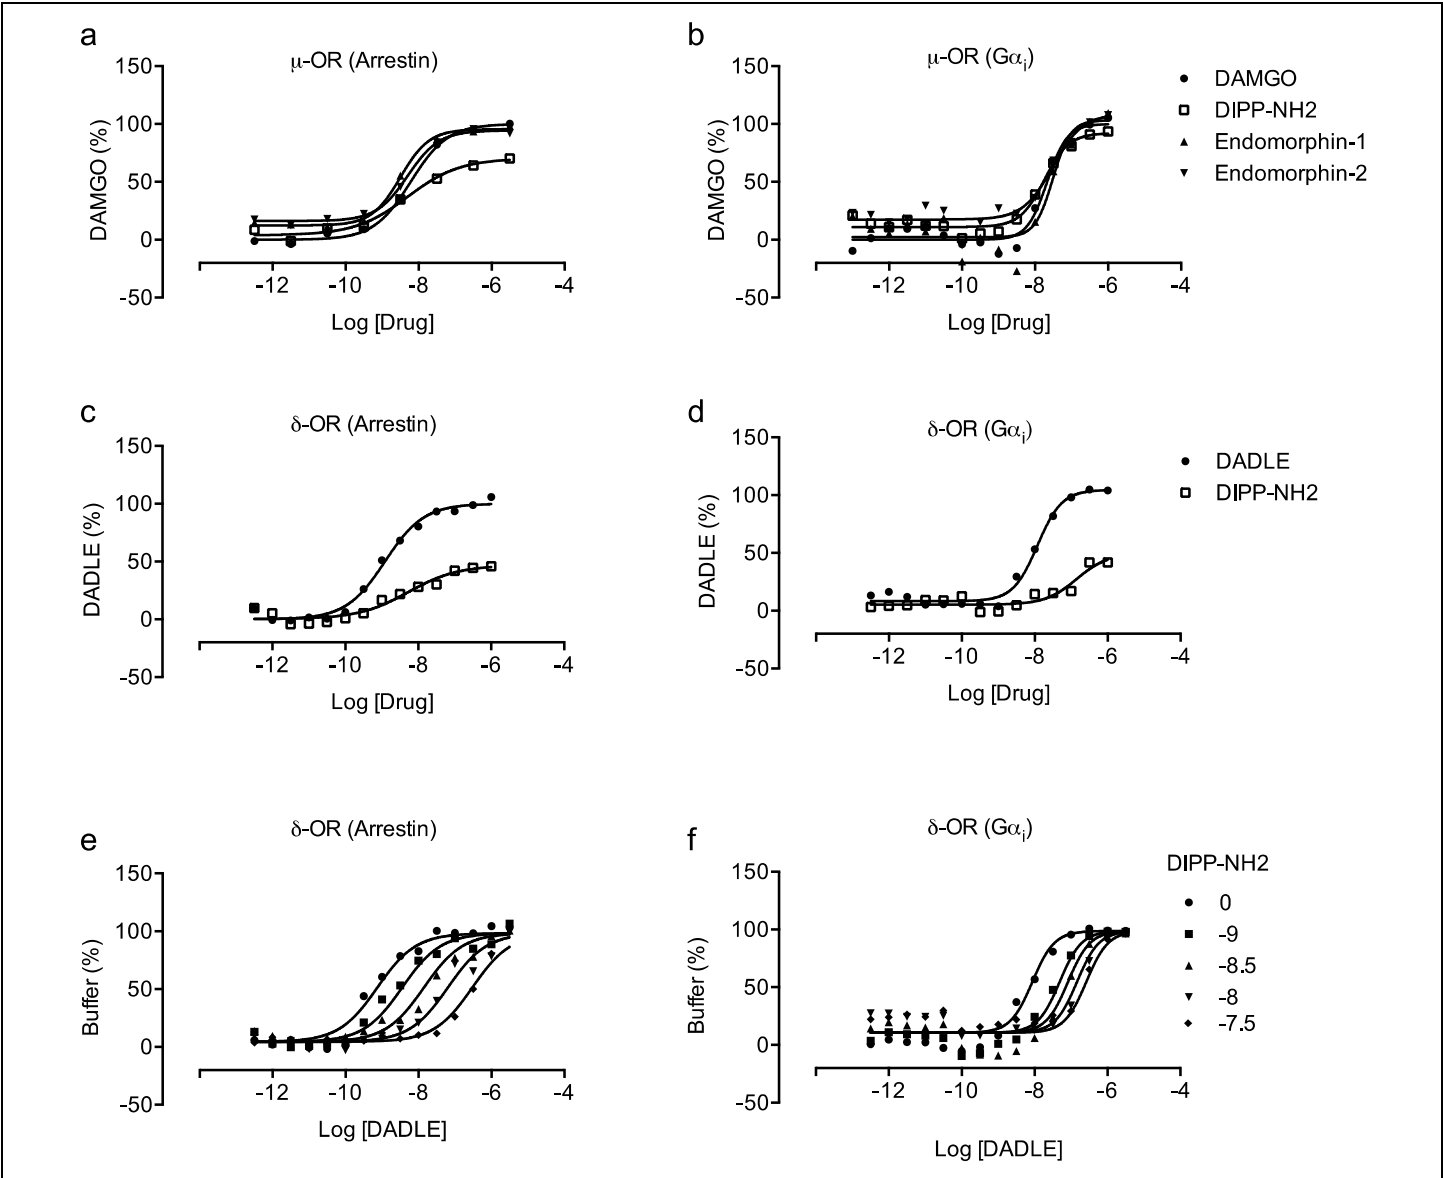 a
μ-OR (Arrestin)
150
100
50
0
-50
DAMGO (%)
-12 -10 -8 -6 -4
Log [Drug]
b
μ-OR (Gαi)
150
100
50
0
-50
DAMGO (%)
-12 -10 -8 -6 -4
Log [Drug]
DAMGO
DIPP-NH2
Endomorphin-1
Endomorphin-2
c
δ-OR (Arrestin)
150
100
50
0
-50
DADLE (%)
-12 -10 -8 -6 -4
Log [Drug]
d
δ-OR (Gαi)
150
100
50
0
-50
DADLE (%)
-12 -10 -8 -6 -4
Log [Drug]
DADLE
DIPP-NH2
e
δ-OR (Arrestin)
150
100
50
0
-50
Buffer (%)
-12 -10 -8 -6 -4
Log [DADLE]
f
δ-OR (Gαi)
150
100
50
0
-50
Buffer (%)
-12 -10 -8 -6 -4
Log [DADLE]
DIPP-NH2
0
-9
-8.5
-8
-7.5